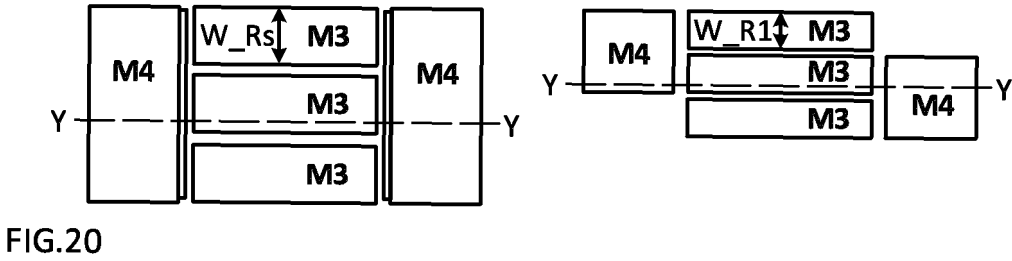 W_Rs M3
M4 M4
M3
Y Y
M3
W_R1 M3
Y M4 M3 Y
M4
M3
FIG.20